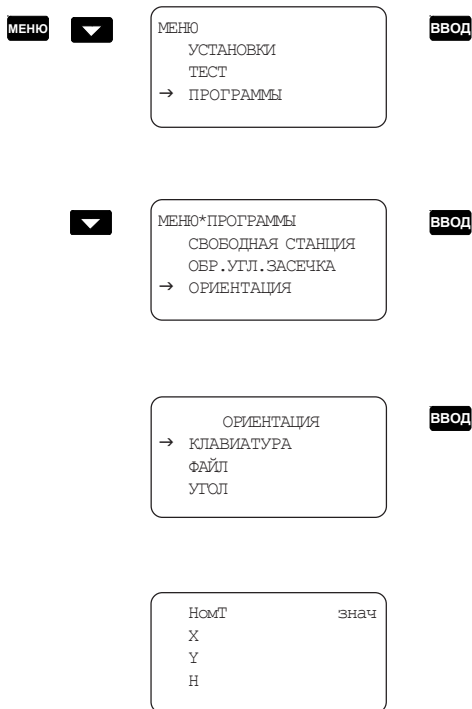 МЕНЮ
МЕНЮ
ВВОД
УСТАНОВКИ
ТЕСТ
→ ПРОГРАММЫ
МЕНЮ*ПРОГРАММЫ
ВВОД
СВОБОДНАЯ СТАНЦИЯ
ОБР.УГЛ.ЗАСЕЧКА
→ ОРИЕНТАЦИЯ
ОРИЕНТАЦИЯ
ВВОД
→ КЛАВИАТУРА
ФАЙЛ
УГОЛ
НомТ знач
X
Y
H